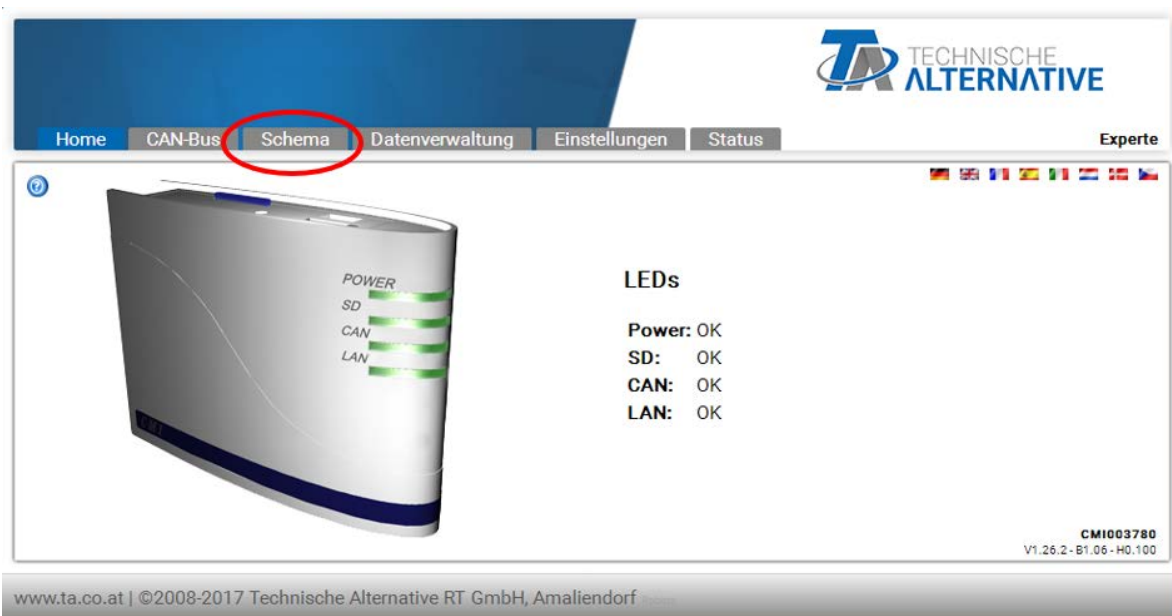 TECHNISCHE
ALTERNATIVE
Home CAN-Bus Schema Datenverwaltung Einstellungen Status Experte
POWER
SD
CAN
LAN
CMI
LEDs
Power: OK
SD: OK
CAN: OK
LAN: OK
CMI003780
V1.26.2 - B1.06 - H0.100
www.ta.co.at | ©2008-2017 Technische Alternative RT GmbH, Amaliendorf